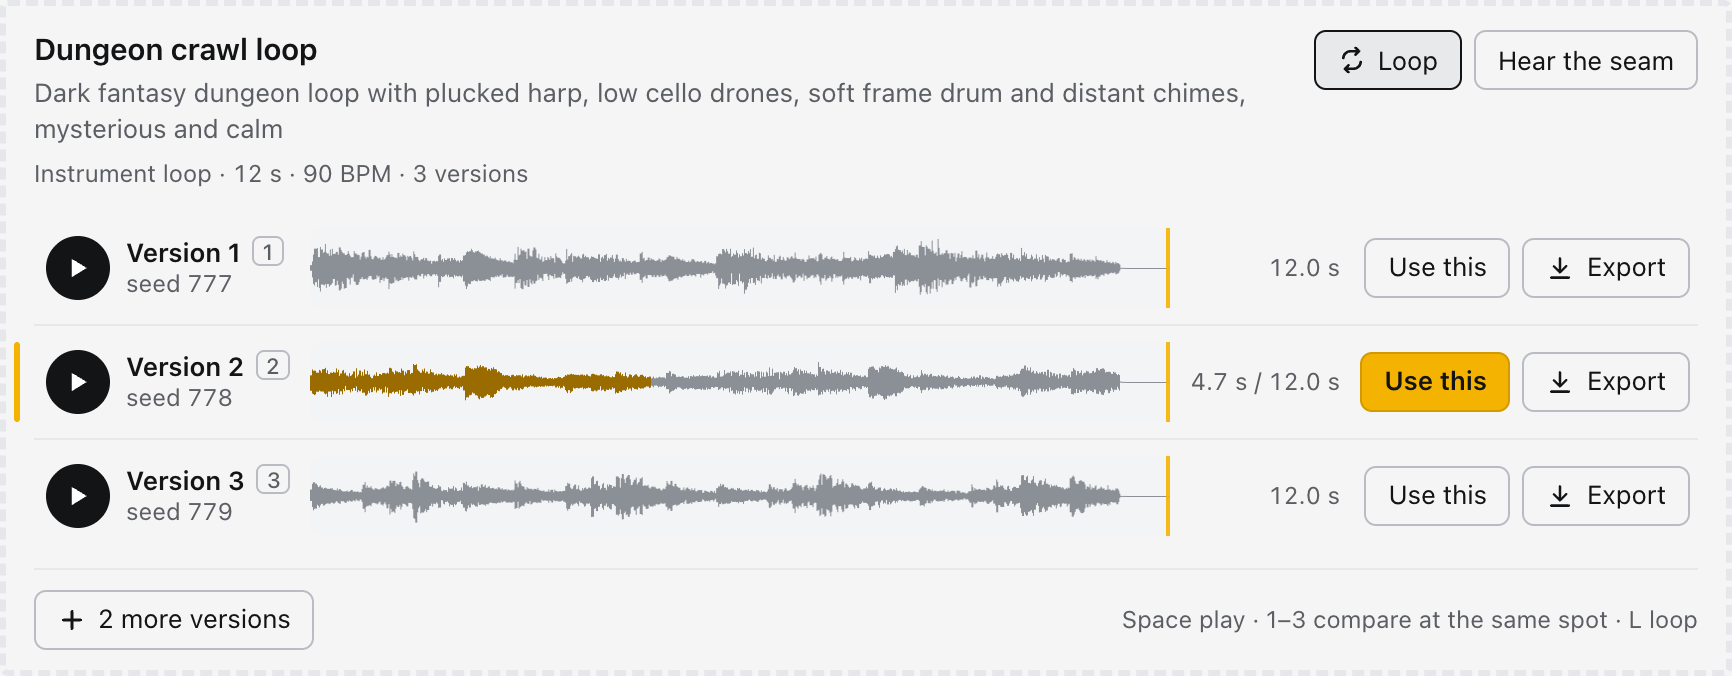 Dungeon crawl loop
Loop
Hear the seam
Dark fantasy dungeon loop with plucked harp, low cello drones, soft frame drum and distant chimes,
mysterious and calm
Instrument loop · 12 s · 90 BPM · 3 versions
Version 1 1
seed 777
12.0 s
Use this
Export
Version 2 2
seed 778
4.7 s / 12.0 s
Use this
Export
Version 3 3
seed 779
12.0 s
Use this
Export
2 more versions
Space play · 1–3 compare at the same spot · L loop